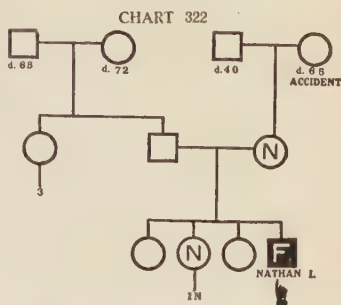 CHART 322
d. 68
d. 72
d. 40
d. 65
ACCIDENT
N
3
N
F
NATHAN I.
1N